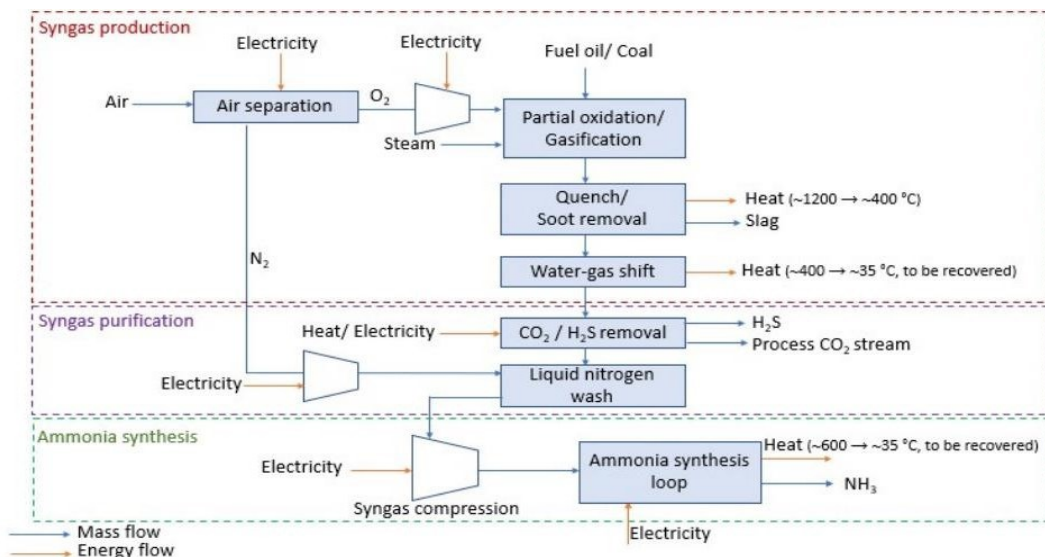 Syngas production
Electricity
Electricity
Fuel oil/ Coal
Air
Air separation
O₂
Partial oxidation/
Gasification
Steam
Quench/
Soot removal
Heat (~1200 → ~400 °C)
Slag
N₂
Water-gas shift
Heat (~400 → ~35 °C, to be recovered)
Syngas purification
Heat/ Electricity
CO₂ / H₂S removal
H₂S
Process CO₂ stream
Electricity
Liquid nitrogen
wash
Ammonia synthesis
Electricity
Syngas compression
Ammonia synthesis
loop
Heat (~600 → ~35 °C, to be recovered)
NH₃
Electricity
Mass flow
Energy flow